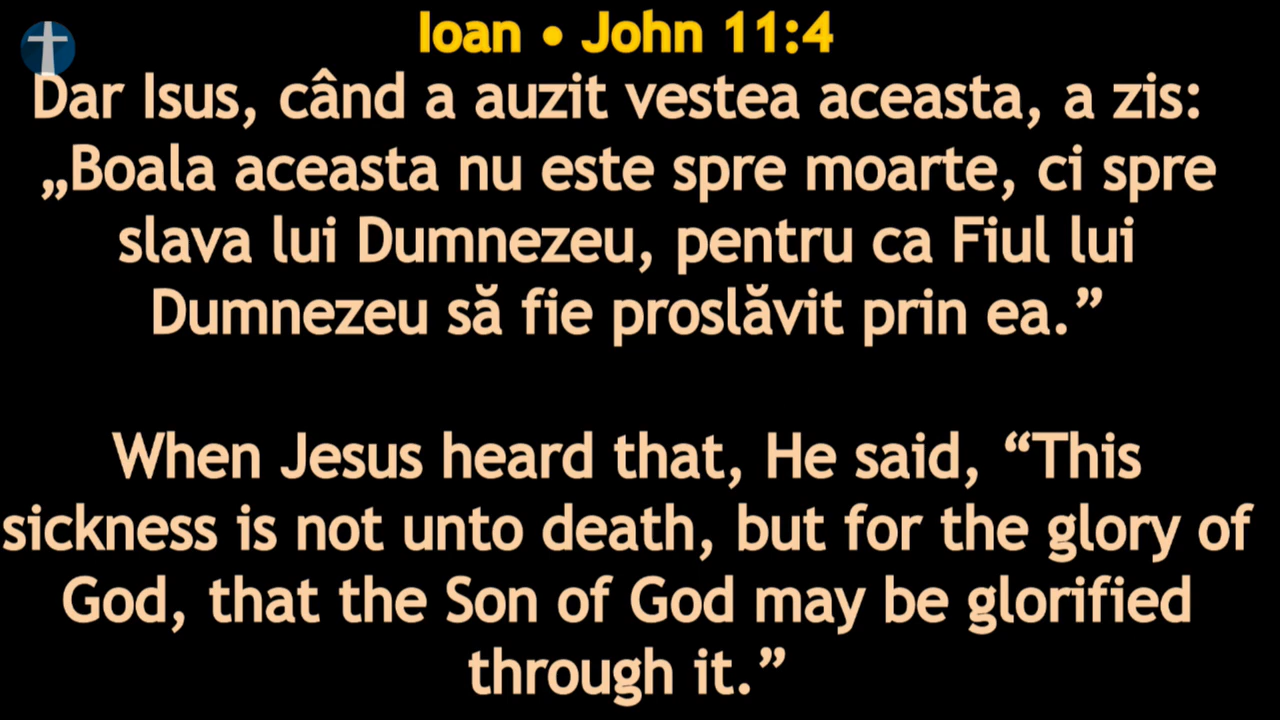 Ioan • John 11:4
Dar Isus, când a auzit vestea aceasta, a zis:
„Boala aceasta nu este spre moarte, ci spre
slava lui Dumnezeu, pentru ca Fiul lui
Dumnezeu să fie proslăvit prin ea.”
When Jesus heard that, He said, “This
sickness is not unto death, but for the glory of
God, that the Son of God may be glorified
through it.”